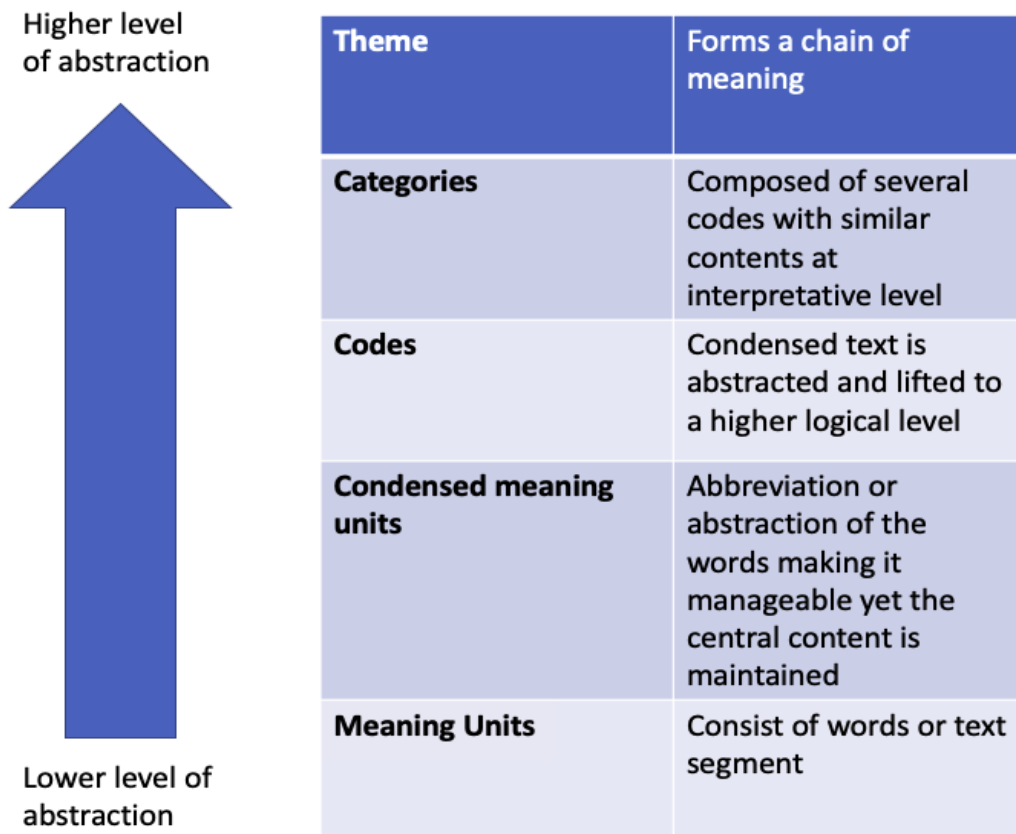 Higher level
of abstraction
Theme
Forms a chain of
meaning
Categories
Composed of several
codes with similar
contents at
interpretative level
Codes
Condensed text is
abstracted and lifted to
a higher logical level
Condensed meaning
units
Abbreviation or
abstraction of the
words making it
manageable yet the
central content is
maintained
Meaning Units
Consist of words or text
segment
Lower level of
abstraction